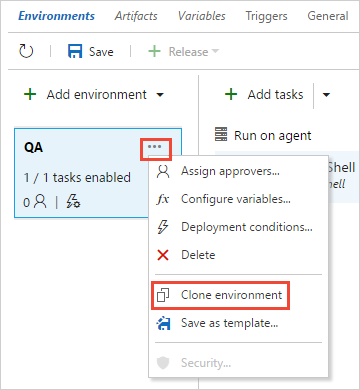 Environments Artifacts Variables Triggers General
Save Release
Add environment Add tasks
QA ...
Run on agent
1 / 1 tasks enabled
Shell
ell
0
Assign approvers...
Configure variables...
Deployment conditions...
Delete
Clone environment
Save as template...
Security...